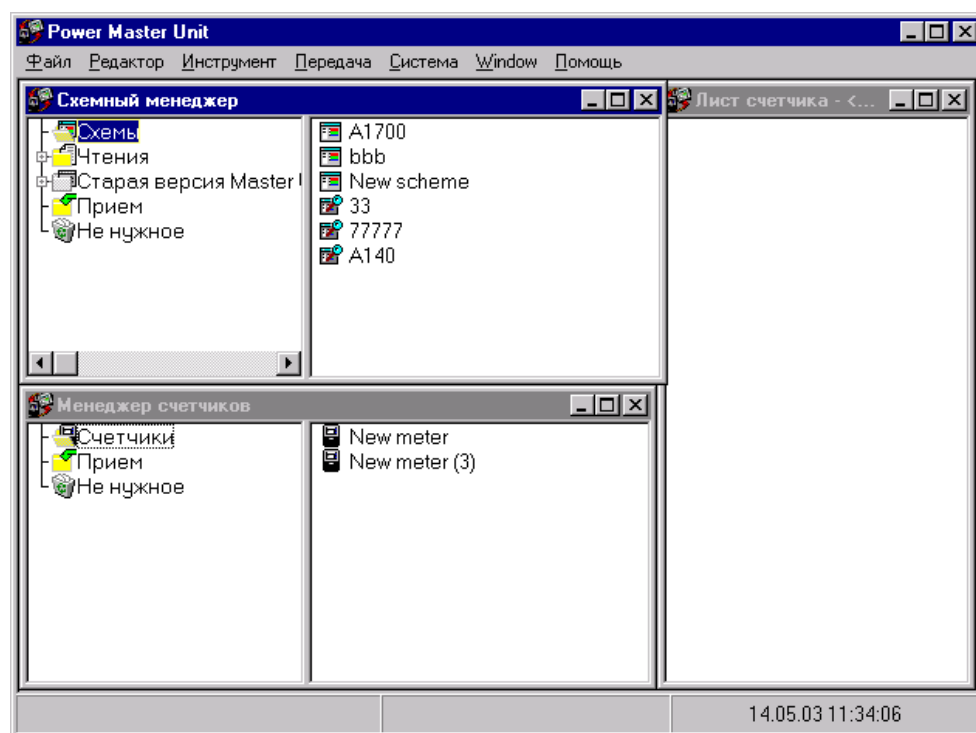 Power Master Unit
Файл Редактор Инструмент Передача Система Window Помощь
Схемный менеджер
Схемы
Чтения
Старая версия Master
Прием
Не нужное
A1700
bbb
New scheme
33
77777
A140
Лист счетчика - <...
Менеджер счетчиков
Счетчики
Прием
Не нужное
New meter
New meter (3)
14.05.03 11:34:06